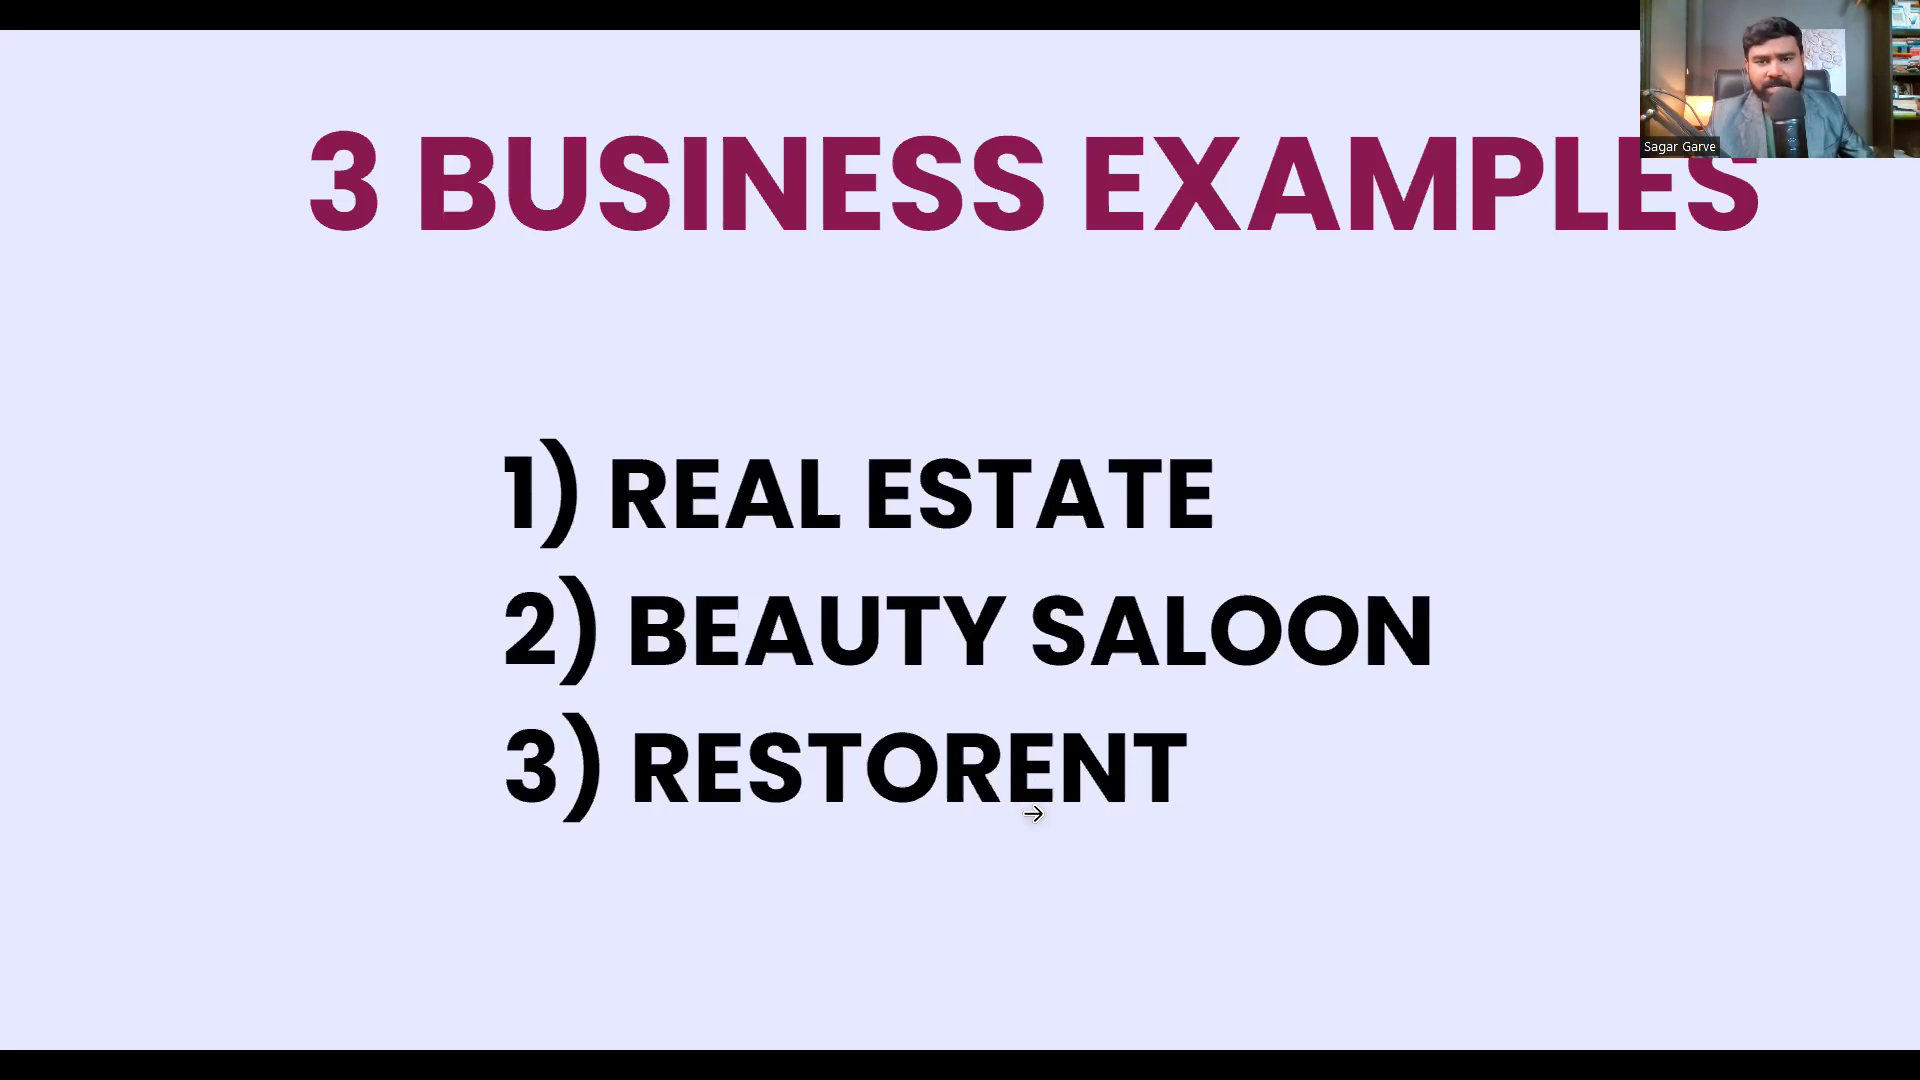 Sagar Garve
3 BUSINESS EXAMPLES
1) REAL ESTATE
2) BEAUTY SALOON
3) RESTORENT